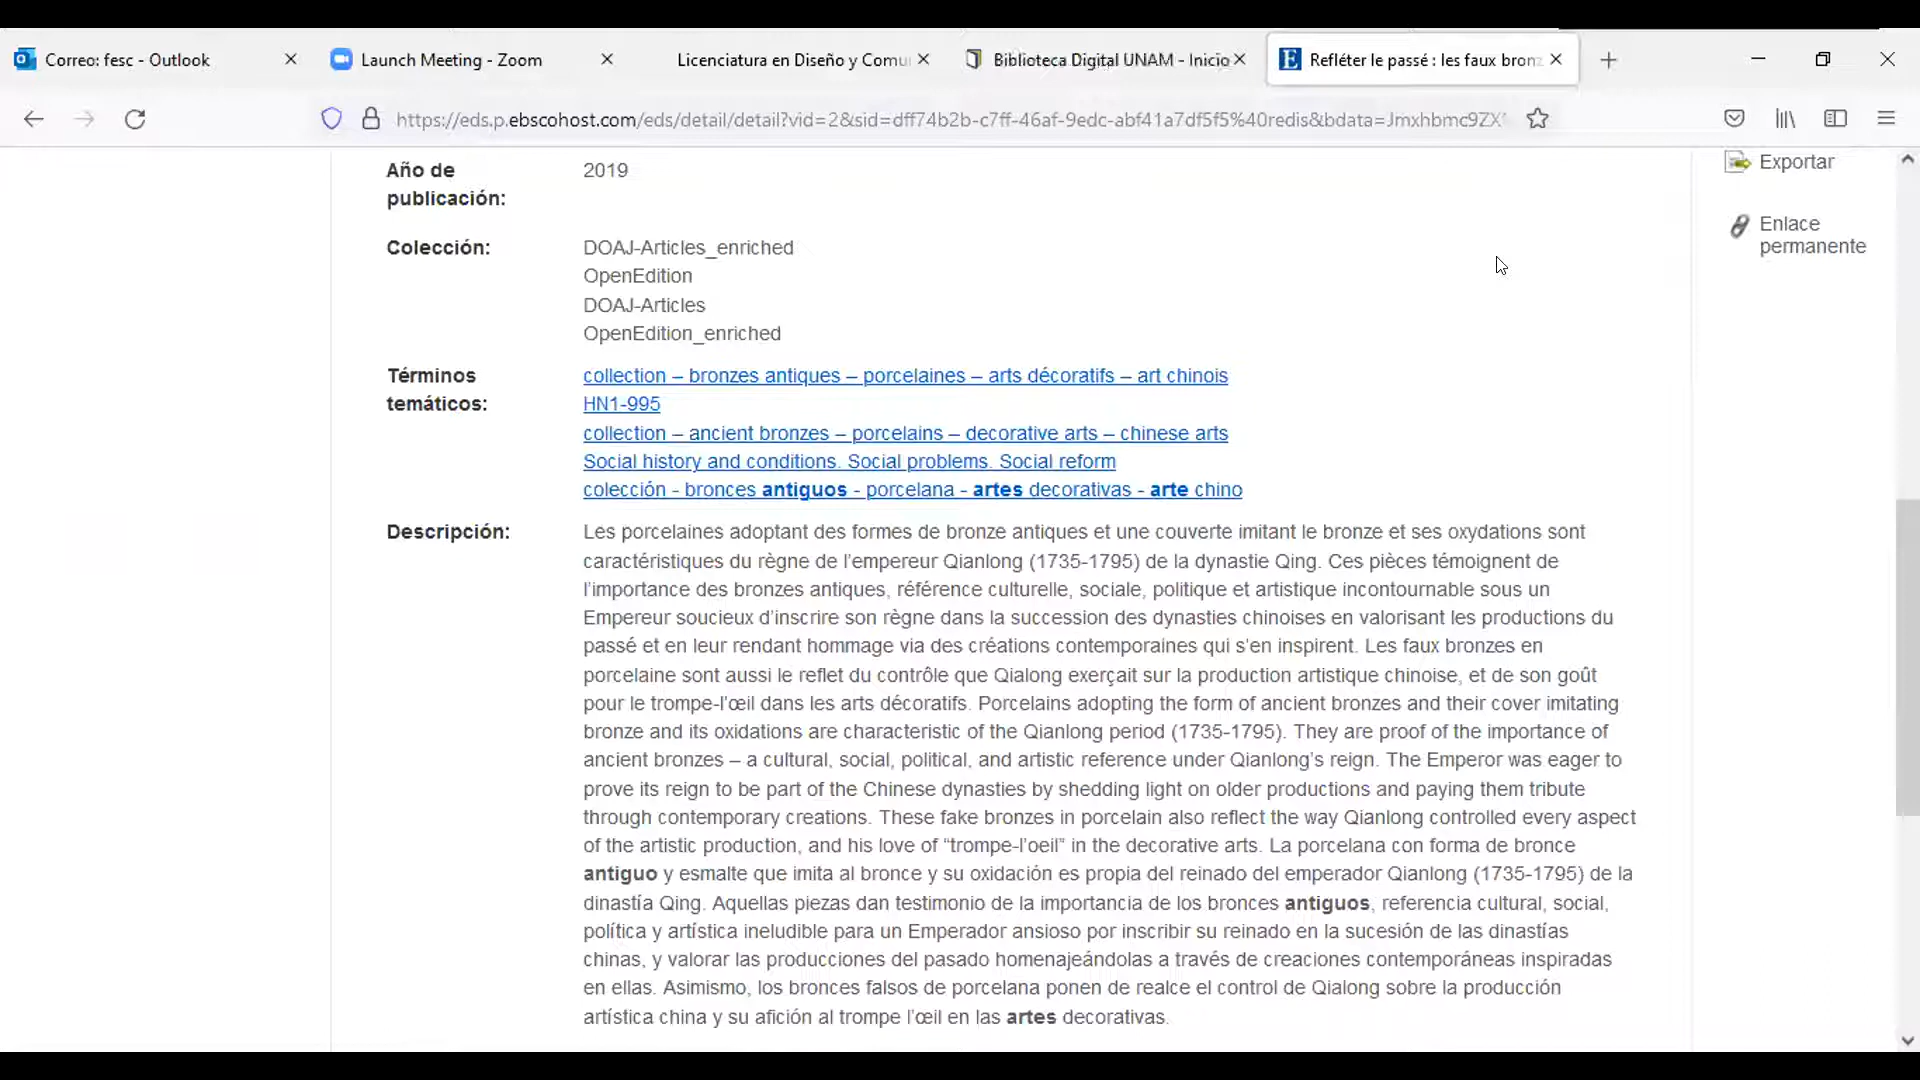 Correo: fesc - Outlook
Launch Meeting - Zoom
Licenciatura en Diseño y Comu
Biblioteca Digital UNAM - Inicio
Refléter le passé : les faux bronz
https://eds.p.ebscohost.com/eds/detail/detail?vid=2&sid=dff74b2b-c7ff-46af-9edc-abf41a7df5f5%40redis&bdata=Jmxhbmc9ZX
Año de
publicación:
2019
Exportar
Enlace
permanente
Colección:
DOAJ-Articles_enriched
OpenEdition
DOAJ-Articles
OpenEdition_enriched
Términos
temáticos:
collection – bronzes antiques – porcelaines – arts décoratifs – art chinois
HN1-995
collection – ancient bronzes – porcelains – decorative arts – chinese arts
Social history and conditions. Social problems. Social reform
colección - bronces antiguos - porcelana - artes decorativas - arte chino
Descripción:
Les porcelaines adoptant des formes de bronze antiques et une couverte imitant le bronze et ses oxydations sont
caractéristiques du règne de l’empereur Qianlong (1735-1795) de la dynastie Qing. Ces pièces témoignent de
l’importance des bronzes antiques, référence culturelle, sociale, politique et artistique incontournable sous un
Empereur soucieux d’inscrire son règne dans la succession des dynasties chinoises en valorisant les productions du
passé et en leur rendant hommage via des créations contemporaines qui s’en inspirent. Les faux bronzes en
porcelaine sont aussi le reflet du contrôle que Qialong exerçait sur la production artistique chinoise, et de son goût
pour le trompe-l’œil dans les arts décoratifs. Porcelains adopting the form of ancient bronzes and their cover imitating
bronze and its oxidations are characteristic of the Qianlong period (1735-1795). They are proof of the importance of
ancient bronzes – a cultural, social, political, and artistic reference under Qianlong’s reign. The Emperor was eager to
prove its reign to be part of the Chinese dynasties by shedding light on older productions and paying them tribute
through contemporary creations. These fake bronzes in porcelain also reflect the way Qianlong controlled every aspect
of the artistic production, and his love of “trompe-l’oeil” in the decorative arts. La porcelana con forma de bronce
antiguo y esmalte que imita al bronce y su oxidación es propia del reinado del emperador Qianlong (1735-1795) de la
dinastía Qing. Aquellas piezas dan testimonio de la importancia de los bronces antiguos, referencia cultural, social,
política y artística ineludible para un Emperador ansioso por inscribir su reinado en la sucesión de las dinastías
chinas, y valorar las producciones del pasado homenajeándolas a través de creaciones contemporáneas inspiradas
en ellas. Asimismo, los bronces falsos de porcelana ponen de realce el control de Qialong sobre la producción
artística china y su afición al trompe l’œil en las artes decorativas.